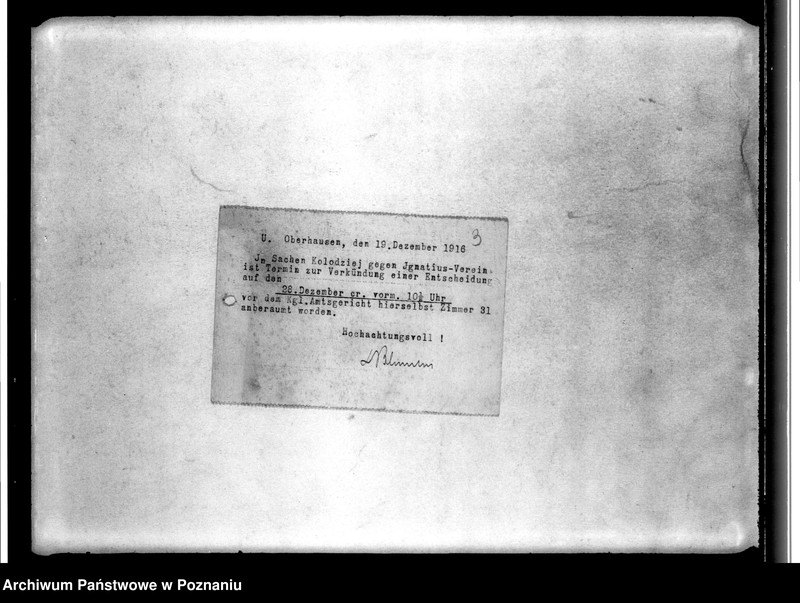 3
U. Oberhausen, den 19.Dezember 1916
Jn Sachen Kolodziej gegen Jgnatius-Verein
ist Termin zur Verkündung einer Entscheidung
auf den
28.Dezember cr. vorm. 10½ Uhr
vor dem Kgl.Amtsgericht hierselbst Zimmer 31
anberaumt worden.
Hochachtungsvoll !
Archiwum Państwowe w Poznaniu